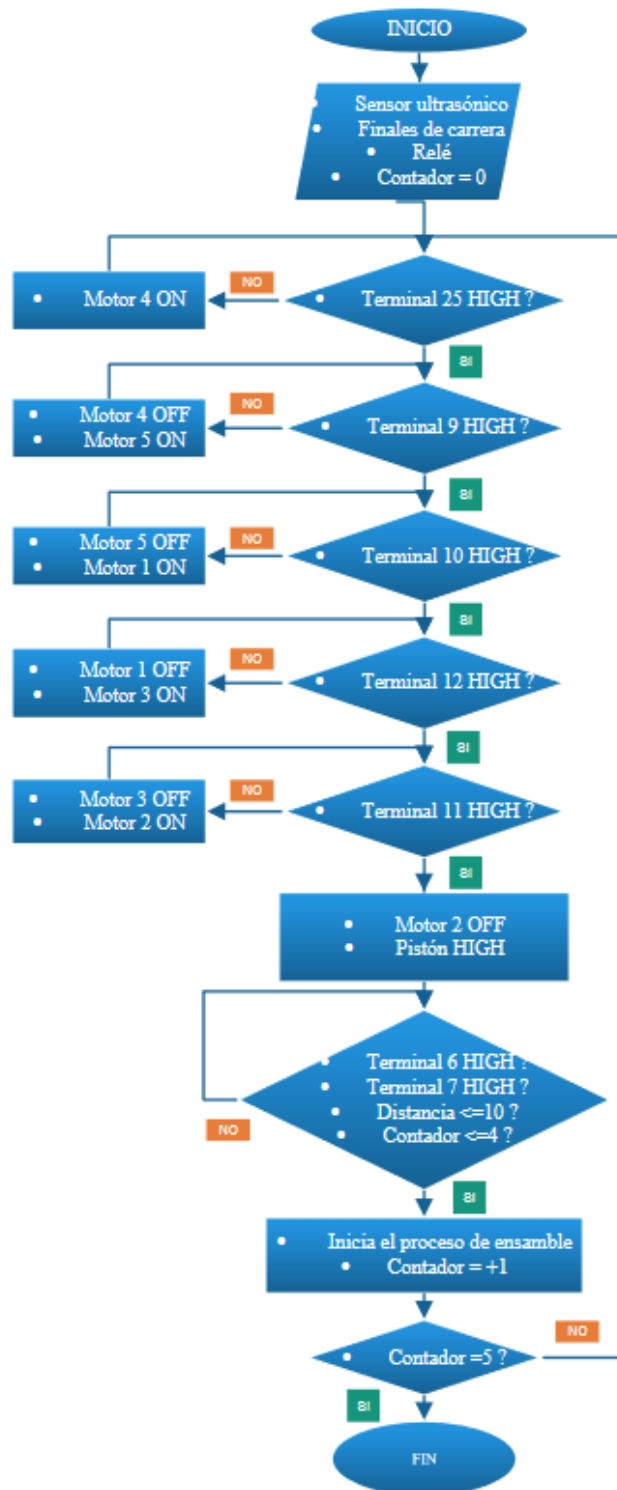 INICIO
• Sensor ultrasónico
• Finales de carrera
• Relé
• Contador = 0
• Motor 4 ON
NO
• Terminal 25 HIGH ?
SI
• Motor 4 OFF
• Motor 5 ON
NO
• Terminal 9 HIGH ?
SI
• Motor 5 OFF
• Motor 1 ON
NO
• Terminal 10 HIGH ?
SI
• Motor 1 OFF
• Motor 3 ON
NO
• Terminal 12 HIGH ?
SI
• Motor 3 OFF
• Motor 2 ON
NO
• Terminal 11 HIGH ?
SI
• Motor 2 OFF
• Pistón HIGH
• Terminal 6 HIGH ?
• Terminal 7 HIGH ?
• Distancia <=10 ?
• Contador <=4 ?
NO
SI
• Inicia el proceso de ensamble
• Contador = +1
• Contador =5 ?
NO
SI
FIN